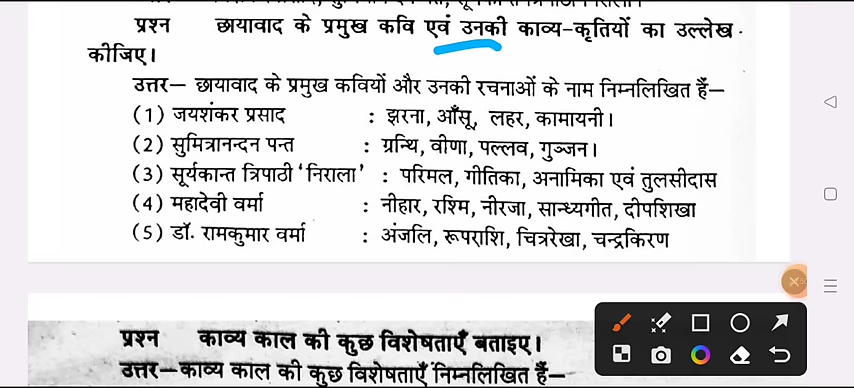 प्रश्न छायावाद के प्रमुख कवि एवं उनकी काव्य-कृतियों का उल्लेख
कीजिए।
उत्तर— छायावाद के प्रमुख कवियों और उनकी रचनाओं के नाम निम्नलिखित हैं—
(1) जयशंकर प्रसाद : झरना, आँसू, लहर, कामायनी।
(2) सुमित्रानन्दन पन्त : ग्रन्थि, वीणा, पल्लव, गुञ्जन।
(3) सूर्यकान्त त्रिपाठी 'निराला' : परिमल, गीतिका, अनामिका एवं तुलसीदास
(4) महादेवी वर्मा : नीहार, रश्मि, नीरजा, सान्ध्यगीत, दीपशिखा
(5) डॉ. रामकुमार वर्मा : अंजलि, रूपराशि, चित्ररेखा, चन्द्रकिरण
प्रश्न काव्य काल की कुछ विशेषताएँ बताइए।
उत्तर—काव्य काल की कुछ विशेषताएँ निम्नलिखित हैं—